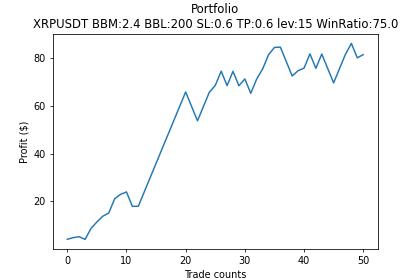 Portfolio
XRPUSDT BBM:2.4 BBL:200 SL:0.6 TP:0.6 lev:15 WinRatio:75.0
80
60
40
20
Profit ($)
0 10 20 30 40 50
Trade counts